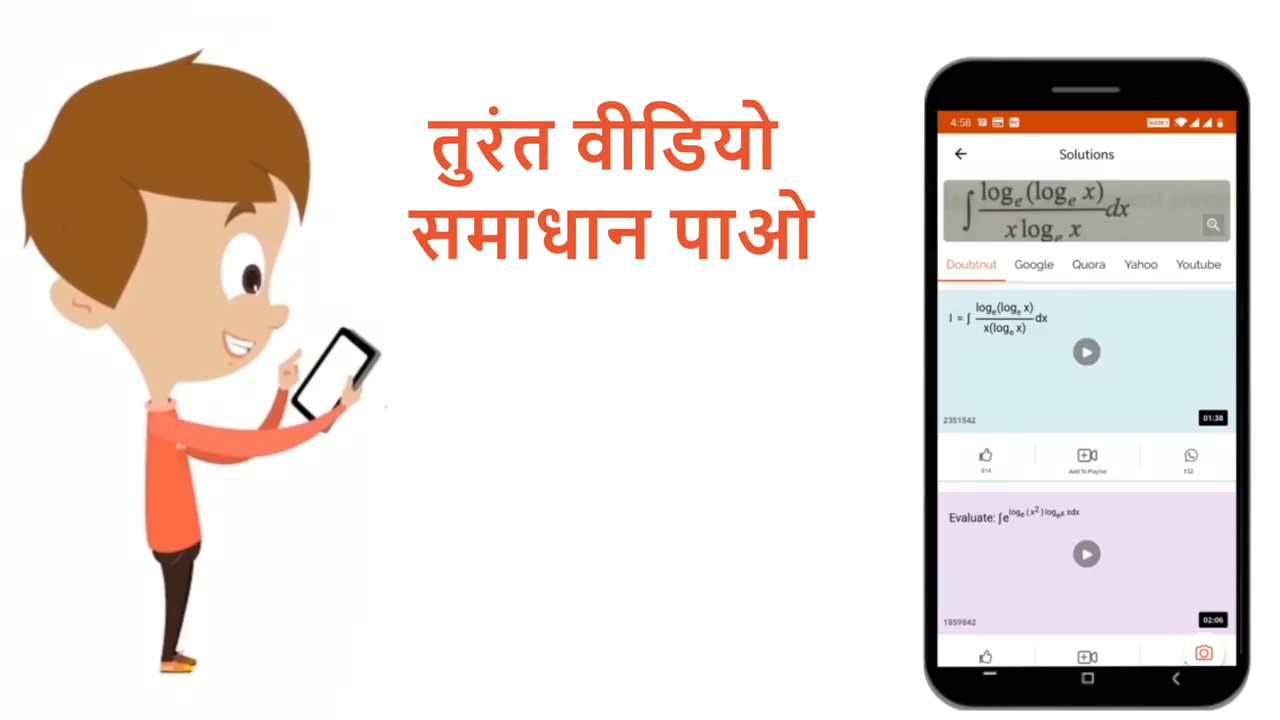 तुरंत वीडियो
समाधान पाओ
4:58
Solutions
∫ logₑ(logₑ x) / x logₑ x dx
Doubtnut Google Quora Yahoo Youtube
I = ∫ logₑ(logₑ x) / x(logₑ x) dx
2351542 01:38
914 Add To Playlist 152
Evaluate: ∫e^logₑ(x²) logₑx xdx
1859842 02:06